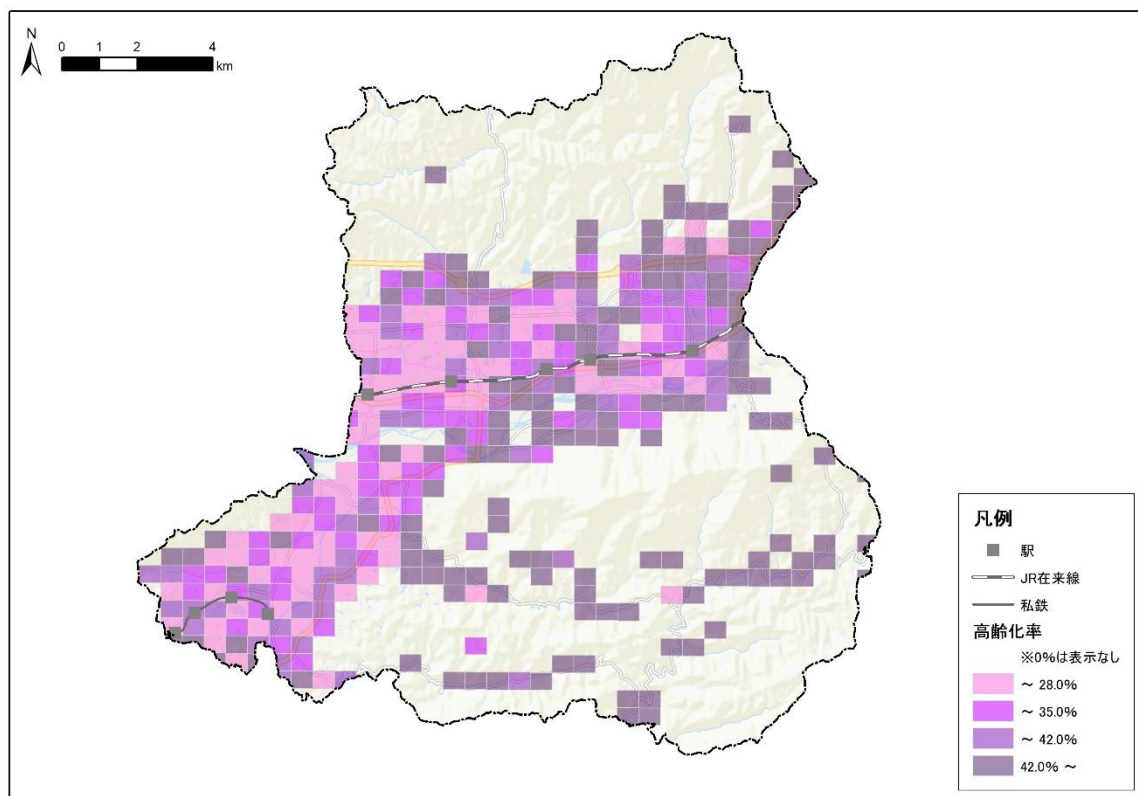 N
0 1 2 4
km
凡例
駅
JR在来線
私鉄
高齢化率
※0%は表示なし
～ 28.0%
～ 35.0%
～ 42.0%
42.0% ～